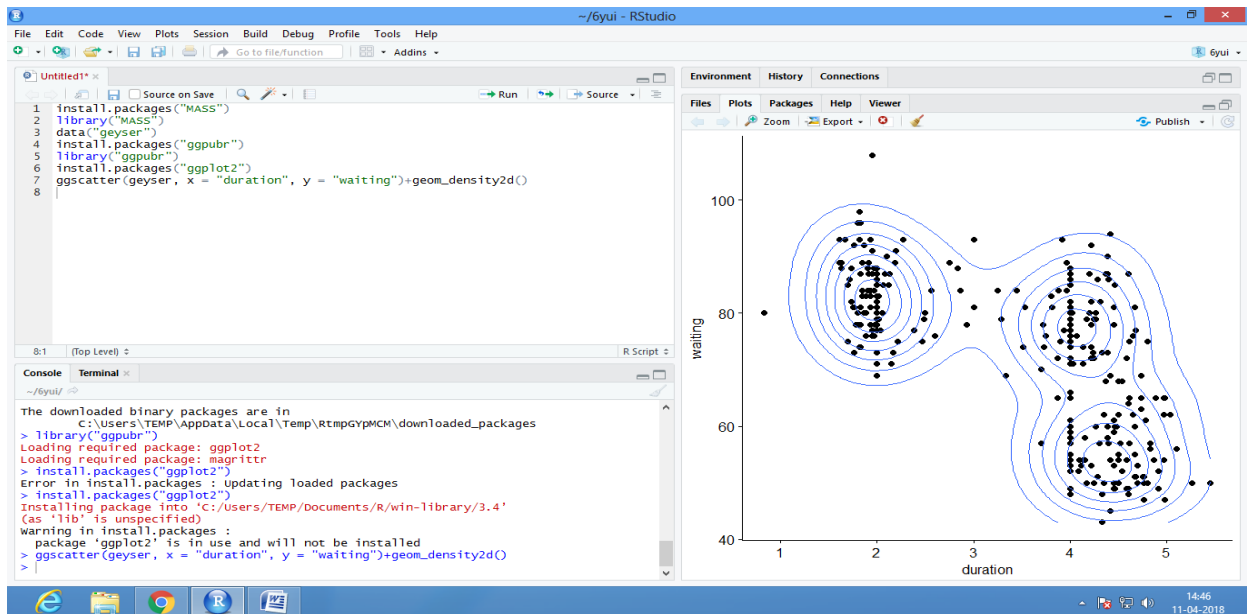 ~/6yui - RStudio
File Edit Code View Plots Session Build Debug Profile Tools Help
Go to file/function Addins 6yui
Untitled1*
Source on Save Run Source
1 install.packages("MASS")
2 library("MASS")
3 data("geyser")
4 install.packages("ggpubr")
5 library("ggpubr")
6 install.packages("ggplot2")
7 ggscatter(geyser, x = "duration", y = "waiting")+geom_density2d()
8
8:1 (Top Level) R Script
Console Terminal
~/6yui/
The downloaded binary packages are in
C:\Users\TEMP\AppData\Local\Temp\RtmpGYpMCM\downloaded_packages
> library("ggpubr")
Loading required package: ggplot2
Loading required package: magrittr
> install.packages("ggplot2")
Error in install.packages : Updating loaded packages
> install.packages("ggplot2")
Installing package into ‘C:/Users/TEMP/Documents/R/win-library/3.4’
(as ‘lib’ is unspecified)
Warning in install.packages :
package ‘ggplot2’ is in use and will not be installed
> ggscatter(geyser, x = "duration", y = "waiting")+geom_density2d()
>
Environment History Connections
Files Plots Packages Help Viewer
Zoom Export Publish
100
80
60
40
waiting
1 2 3 4 5
duration
14:46
11-04-2018